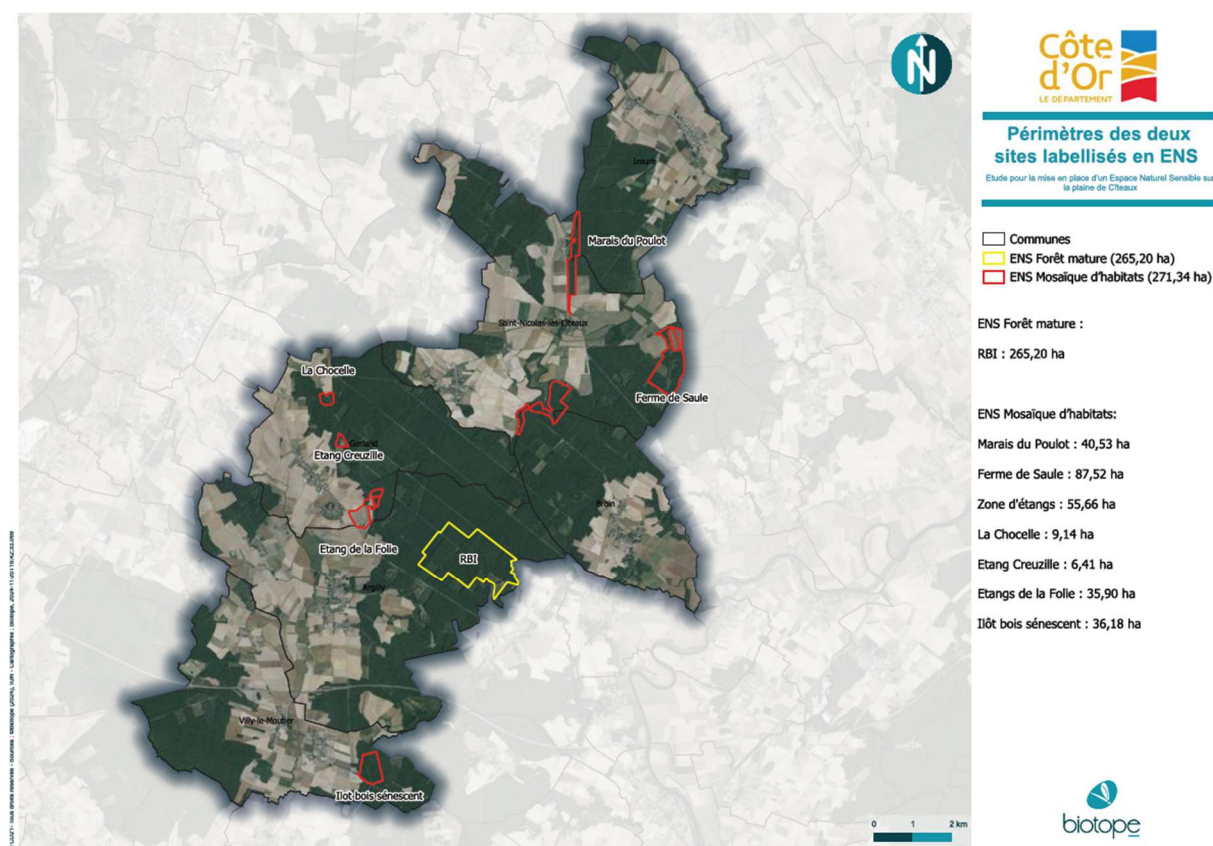 Côte
d'Or
LE DÉPARTEMENT
Périmètres des deux
sites labellisés en ENS
Etude pour la mise en place d'un Espace Naturel Sensible sur
la plaine de Cîteaux
Communes
ENS Forêt mature (265,20 ha)
ENS Mosaïque d'habitats (271,34 ha)
ENS Forêt mature :
RBI : 265,20 ha
ENS Mosaïque d'habitats:
Marais du Poulot : 40,53 ha
Ferme de Saule : 87,52 ha
Zone d'étangs : 55,66 ha
La Chocelle : 9,14 ha
Etang Creuzille : 6,41 ha
Etangs de la Folie : 35,90 ha
Ilôt bois sénescent : 36,18 ha
biotope
N
Izeure
Marais du Poulot
Saint-Nicolas-lès-Cîteaux
La Chocelle
Ferme de Saule
Gerland
Etang Creuzille
Broin
Etang de la Folie
RBI
Argilly
Villy-le-Moutier
Ilot bois sénescent
0 1 2 km